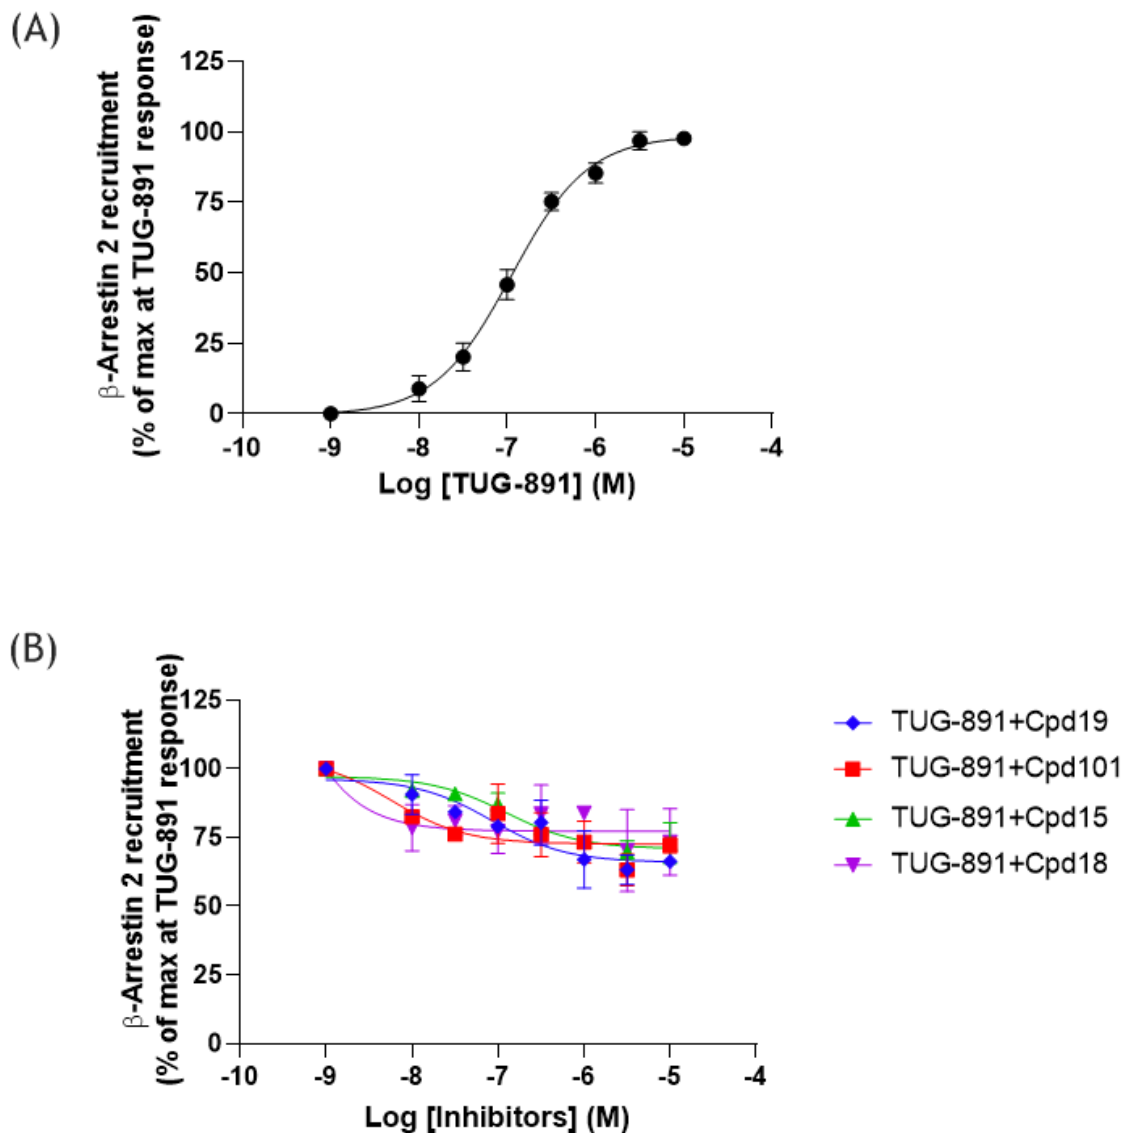 (A)
β-Arrestin 2 recruitment
(% of max at TUG-891 response)
125
100
75
50
25
0
-10 -9 -8 -7 -6 -5 -4
Log [TUG-891] (M)
(B)
β-Arrestin 2 recruitment
(% of max at TUG-891 response)
125
100
75
50
25
0
-10 -9 -8 -7 -6 -5 -4
Log [Inhibitors] (M)
TUG-891+Cpd19
TUG-891+Cpd101
TUG-891+Cpd15
TUG-891+Cpd18